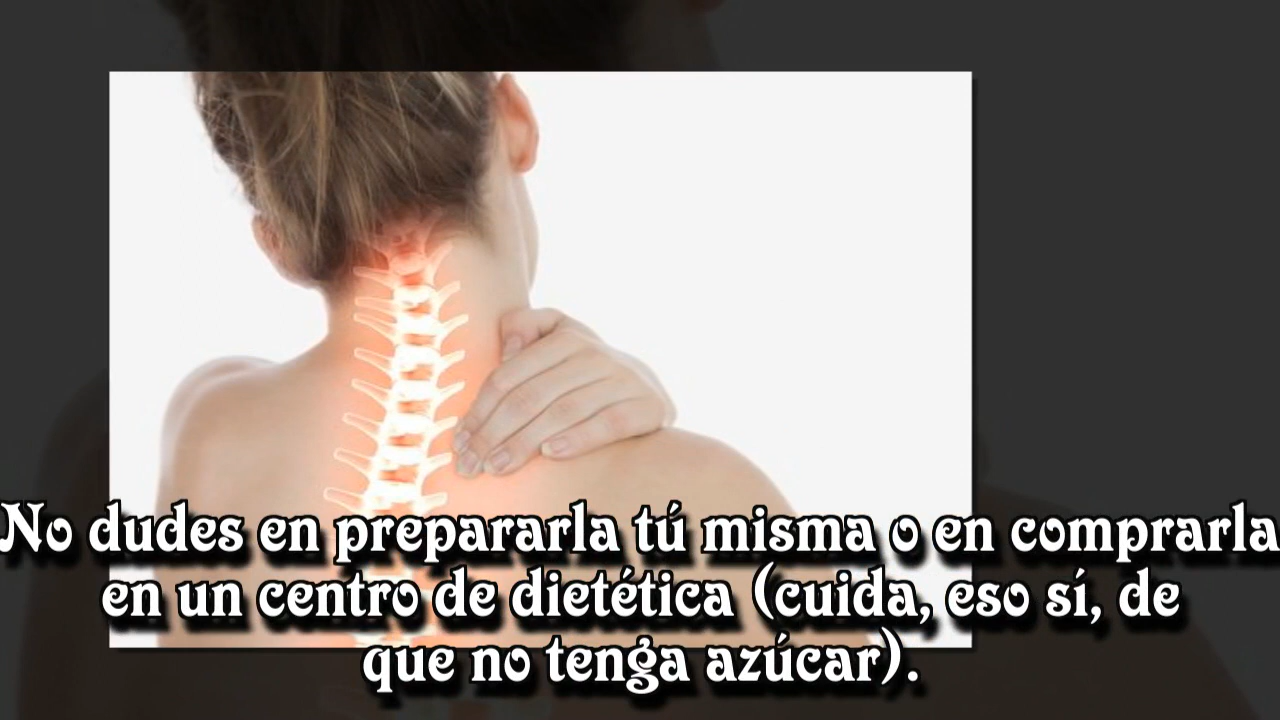 No dudes en prepararla tú misma o en comprarla
en un centro de dietética (cuida, eso sí, de
que no tenga azúcar).